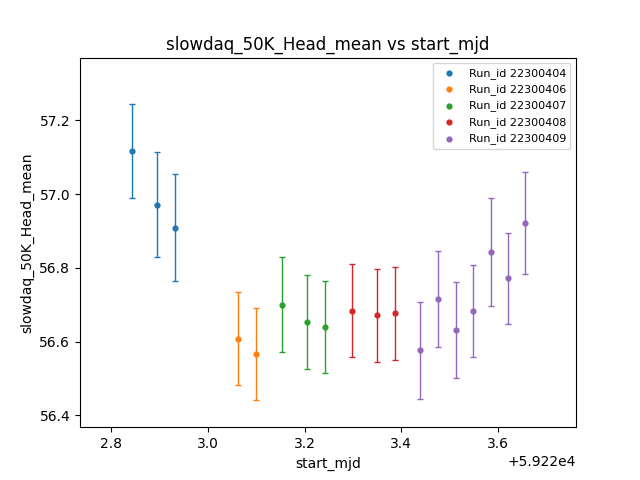 slowdaq_50K_Head_mean vs start_mjd
Run_id 22300404
Run_id 22300406
Run_id 22300407
Run_id 22300408
Run_id 22300409
slowdaq_50K_Head_mean
57.2
57.0
56.8
56.6
56.4
2.8 3.0 3.2 3.4 3.6
start_mjd
+5.922e4